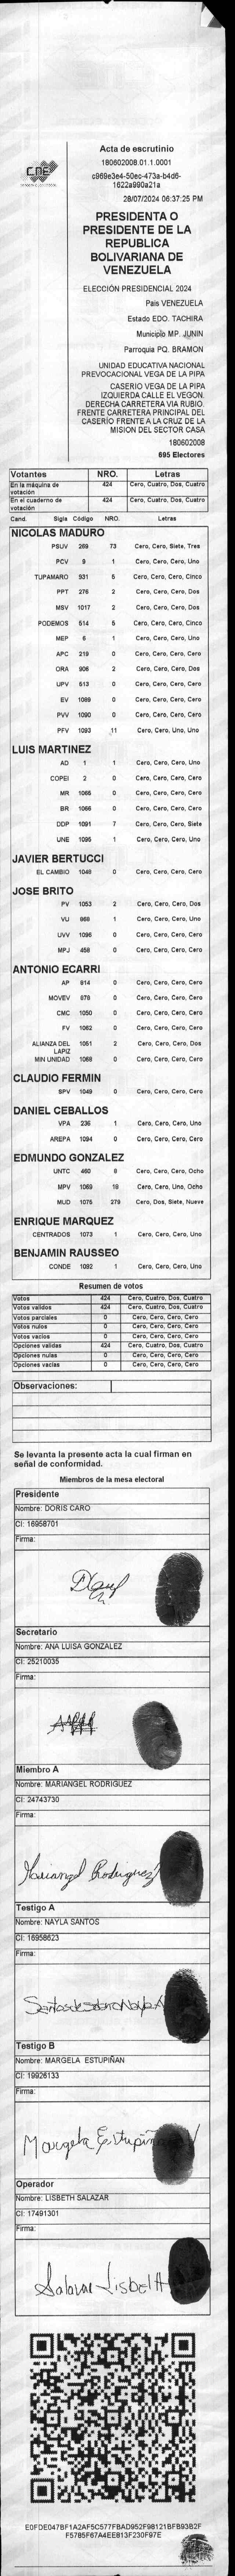 CNE
Acta de escrutinio
180602008.01.1.0001
c969e3e4-50ec-473a-b4d6-
1622a990a21a
28/07/2024 06:37:25 PM
PRESIDENTA O
PRESIDENTE DE LA
REPUBLICA
BOLIVARIANA DE
VENEZUELA
ELECCIÓN PRESIDENCIAL 2024
Pais VENEZUELA
Estado EDO. TACHIRA
Municipio MP. JUNIN
Parroquia PQ. BRAMON
UNIDAD EDUCATIVA NACIONAL
PREVOCACIONAL VEGA DE LA PIPA
CASERIO VEGA DE LA PIPA
IZQUIERDA CALLE EL VEGON.
DERECHA CARRETERA VIA RUBIO.
FRENTE CARRETERA PRINCIPAL DEL
CASERIO FRENTE A LA CRUZ DE LA
MISION DEL SECTOR CASA
180602008
695 Electores
Votantes NRO. Letras
En la máquina de votación 424 Cero, Cuatro, Dos, Cuatro
En el cuaderno de votación 424 Cero, Cuatro, Dos, Cuatro
Cand. Sigla Código NRO. Letras
NICOLAS MADURO
PSUV 269 73 Cero, Cero, Siete, Tres
PCV 9 1 Cero, Cero, Cero, Uno
TUPAMARO 931 5 Cero, Cero, Cero, Cinco
PPT 276 2 Cero, Cero, Cero, Dos
MSV 1017 2 Cero, Cero, Cero, Dos
PODEMOS 514 5 Cero, Cero, Cero, Cinco
MEP 6 1 Cero, Cero, Cero, Uno
APC 219 0 Cero, Cero, Cero, Cero
ORA 906 2 Cero, Cero, Cero, Dos
UPV 613 0 Cero, Cero, Cero, Cero
EV 1089 0 Cero, Cero, Cero, Cero
PVV 1090 0 Cero, Cero, Cero, Cero
PFV 1093 11 Cero, Cero, Uno, Uno
LUIS MARTINEZ
AD 1 1 Cero, Cero, Cero, Uno
COPEI 2 0 Cero, Cero, Cero, Cero
MR 1065 0 Cero, Cero, Cero, Cero
BR 1066 0 Cero, Cero, Cero, Cero
DDP 1091 7 Cero, Cero, Cero, Siete
UNE 1095 1 Cero, Cero, Cero, Uno
JAVIER BERTUCCI
EL CAMBIO 1048 0 Cero, Cero, Cero, Cero
JOSE BRITO
PV 1053 2 Cero, Cero, Cero, Dos
VU 868 1 Cero, Cero, Cero, Uno
UVV 1096 0 Cero, Cero, Cero, Cero
MPJ 458 0 Cero, Cero, Cero, Cero
ANTONIO ECARRI
AP 814 0 Cero, Cero, Cero, Cero
MOVEV 878 0 Cero, Cero, Cero, Cero
CMC 1050 0 Cero, Cero, Cero, Cero
FV 1062 0 Cero, Cero, Cero, Cero
ALIANZA DEL LAPIZ 1051 2 Cero, Cero, Cero, Dos
MIN UNIDAD 1068 0 Cero, Cero, Cero, Cero
CLAUDIO FERMIN
SPV 1049 0 Cero, Cero, Cero, Cero
DANIEL CEBALLOS
VPA 236 1 Cero, Cero, Cero, Uno
AREPA 1094 0 Cero, Cero, Cero, Cero
EDMUNDO GONZALEZ
UNTC 460 8 Cero, Cero, Cero, Ocho
MPV 1069 18 Cero, Cero, Uno, Ocho
MUD 1075 279 Cero, Dos, Siete, Nueve
ENRIQUE MARQUEZ
CENTRADOS 1073 1 Cero, Cero, Cero, Uno
BENJAMIN RAUSSEO
CONDE 1092 1 Cero, Cero, Cero, Uno
Resumen de votos
Votos 424 Cero, Cuatro, Dos, Cuatro
Votos validos 424 Cero, Cuatro, Dos, Cuatro
Votos parciales 0 Cero, Cero, Cero, Cero
Votos nulos 0 Cero, Cero, Cero, Cero
Votos vacios 0 Cero, Cero, Cero, Cero
Opciones validas 424 Cero, Cuatro, Dos, Cuatro
Opciones nulas 0 Cero, Cero, Cero, Cero
Opciones vacias 0 Cero, Cero, Cero, Cero
Observaciones:
Se levanta la presente acta la cual firman en
señal de conformidad.
Miembros de la mesa electoral
Presidente
Nombre: DORIS CARO
CI: 16958701
Firma:
Secretario
Nombre: ANA LUISA GONZALEZ
CI: 25210035
Firma:
Miembro A
Nombre: MARIANGEL RODRIGUEZ
CI: 24743730
Firma:
Mariangel Rodriguez
Testigo A
Nombre: NAYLA SANTOS
CI: 16958623
Firma:
Testigo B
Nombre: MARGELA ESTUPIÑAN
CI: 19926133
Firma:
Margela Estupiñan
Operador
Nombre: LISBETH SALAZAR
CI: 17491301
Firma:
Salazar Lisbeth
E0FDE047BF1A2AF5C577FBAD952F98121BFB93B2F
F5785F67A4EE813F230F97E